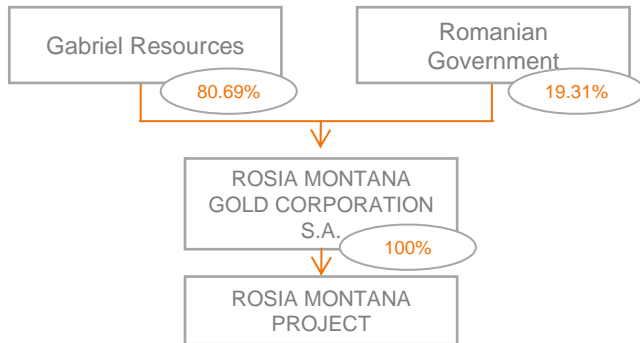 Gabriel Resources
Romanian
Government
80.69%
19.31%
ROSIA MONTANA
GOLD CORPORATION
S.A.
100%
ROSIA MONTANA
PROJECT